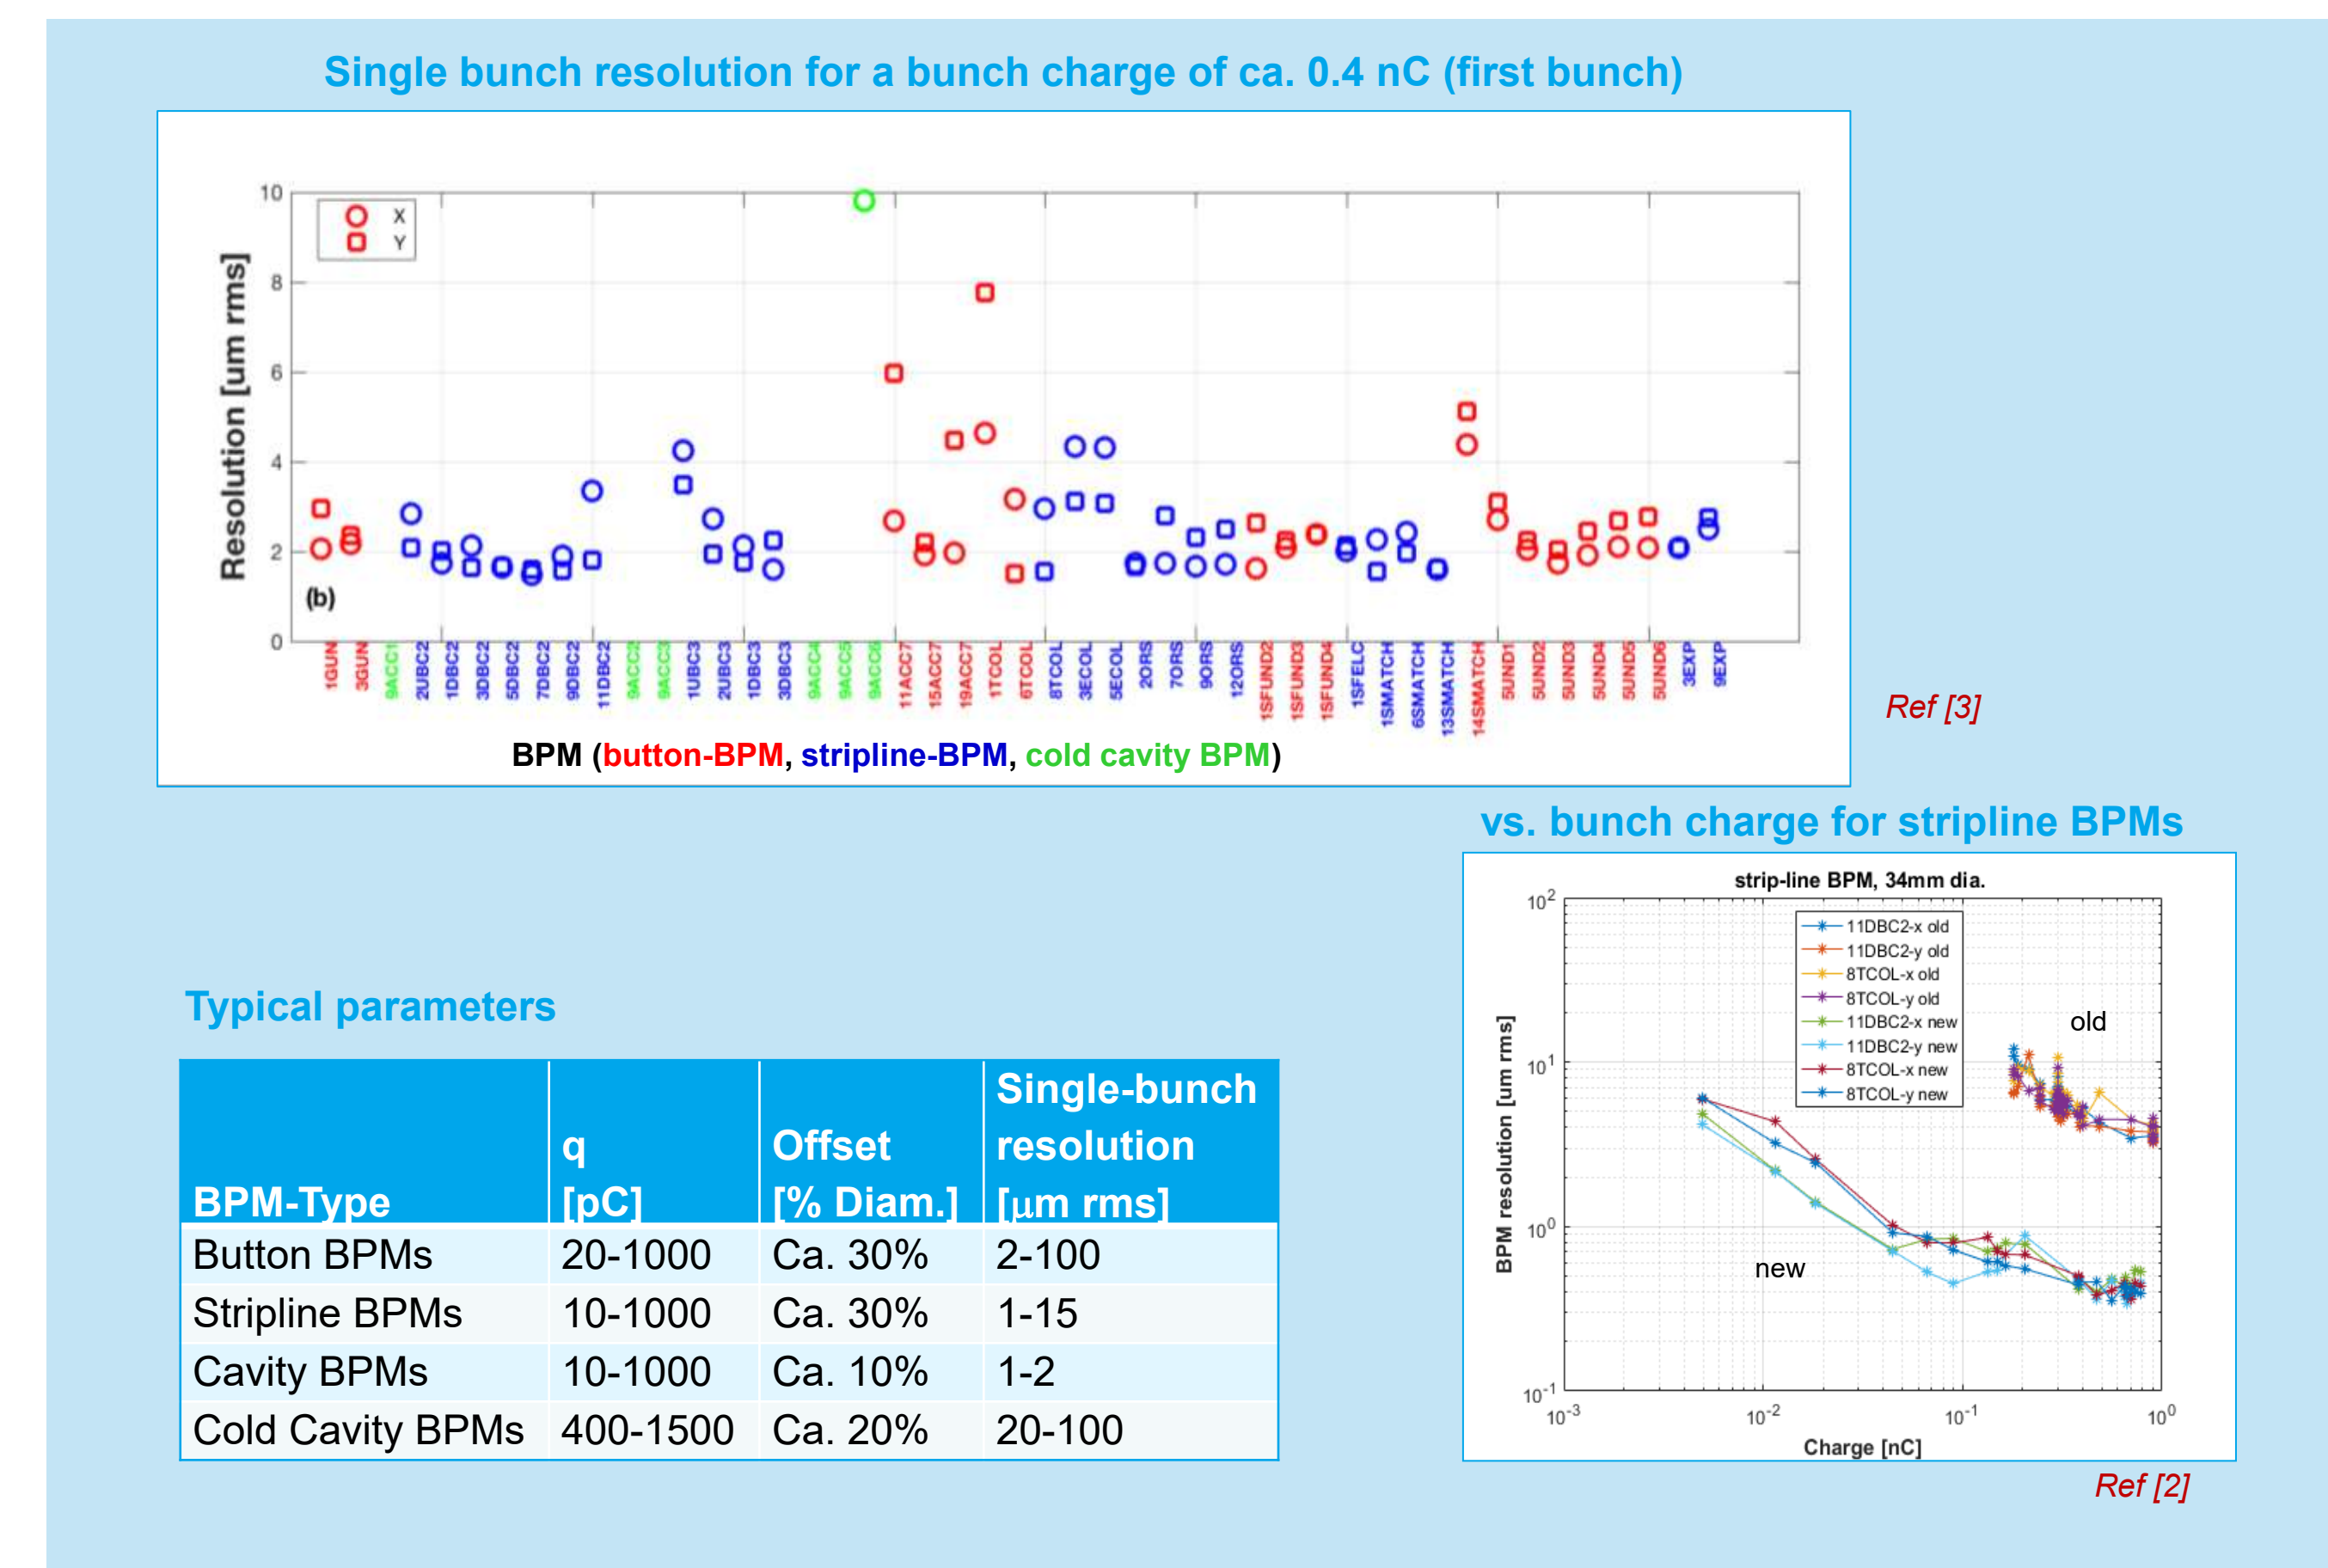 Single bunch resolution for a bunch charge of ca. 0.4 nC (first bunch)
10
8
6
4
2
0
Resolution [um rms]
X
Y
(b)
1GUN
3GUN
9ACC1
2UBC2
1DBC2
3DBC2
5DBC2
7DBC2
9DBC2
11DBC2
9ACC2
9ACC3
1UBC3
2UBC3
1DBC3
3DBC3
9ACC4
9ACC5
9ACC6
11ACC7
15ACC7
19ACC7
1TCOL
6TCOL
8TCOL
3ECOL
5ECOL
2ORS
7ORS
9ORS
12ORS
1SFUND2
1SFUND3
1SFUND4
1SFELC
1SMATCH
6SMATCH
13SMATCH
14SMATCH
5UND1
5UND2
5UND3
5UND4
5UND5
5UND6
3EXP
9EXP
BPM (button-BPM, stripline-BPM, cold cavity BPM)
Ref [3]
vs. bunch charge for stripline BPMs
strip-line BPM, 34mm dia.
10^2
10^1
10^0
10^-1
BPM resolution [um rms]
11DBC2-x old
11DBC2-y old
8TCOL-x old
8TCOL-y old
11DBC2-x new
11DBC2-y new
8TCOL-x new
8TCOL-y new
old
new
10^-3 10^-2 10^-1 10^0
Charge [nC]
Ref [2]
Typical parameters
BPM-Type q [pC] Offset [% Diam.] Single-bunch resolution [μm rms]
Button BPMs 20-1000 Ca. 30% 2-100
Stripline BPMs 10-1000 Ca. 30% 1-15
Cavity BPMs 10-1000 Ca. 10% 1-2
Cold Cavity BPMs 400-1500 Ca. 20% 20-100